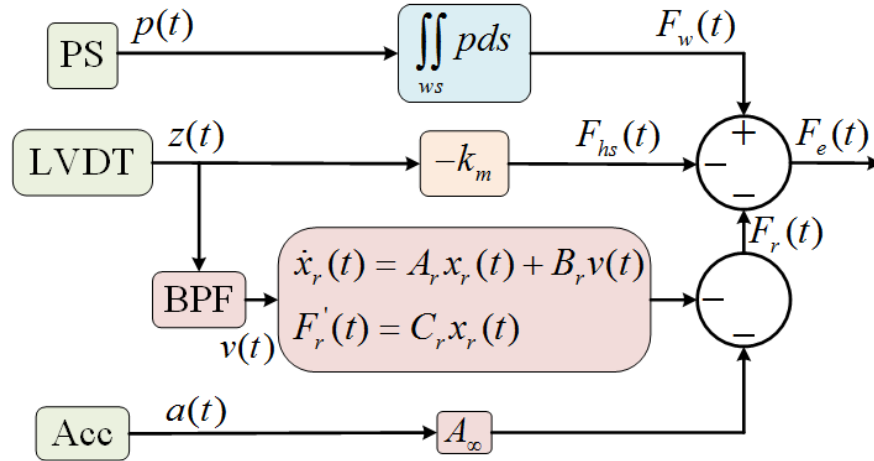 PS p(t) ∬ws pds F_w(t)
+
LVDT z(t) −k_m F_hs(t) − F_e(t)
−
F_r(t)
ẋ_r(t) = A_r x_r(t) + B_r v(t)
BPF −
v(t) F_r'(t) = C_r x_r(t) −
Acc a(t) A_∞